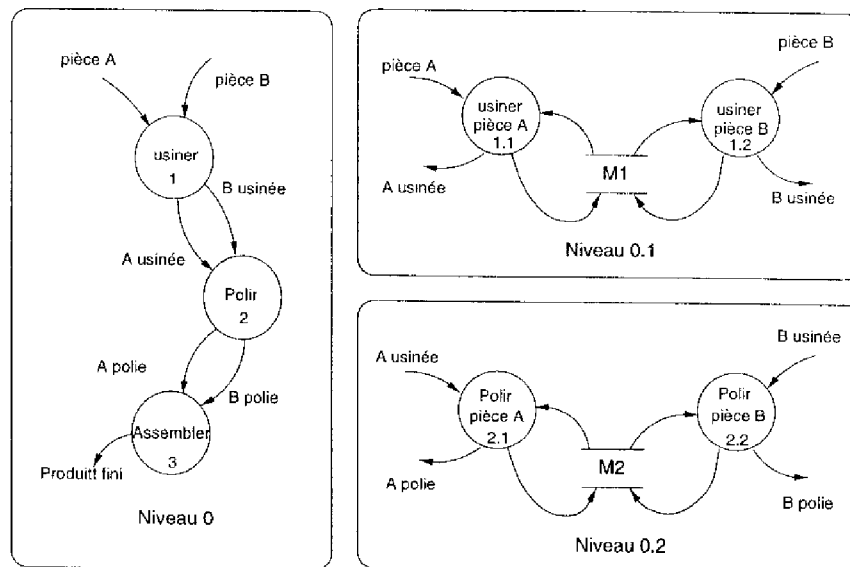 pièce A
pièce B
usiner
1
B usinée
A usinée
Polir
2
A polie
B polie
Assembler
3
Produitt fini
Niveau 0
pièce A
pièce B
usiner
pièce A
1.1
usiner
pièce B
1.2
M1
A usinée
B usinée
Niveau 0.1
A usinée
B usinée
Polir
pièce A
2.1
Polir
pièce B
2.2
M2
A polie
B polie
Niveau 0.2